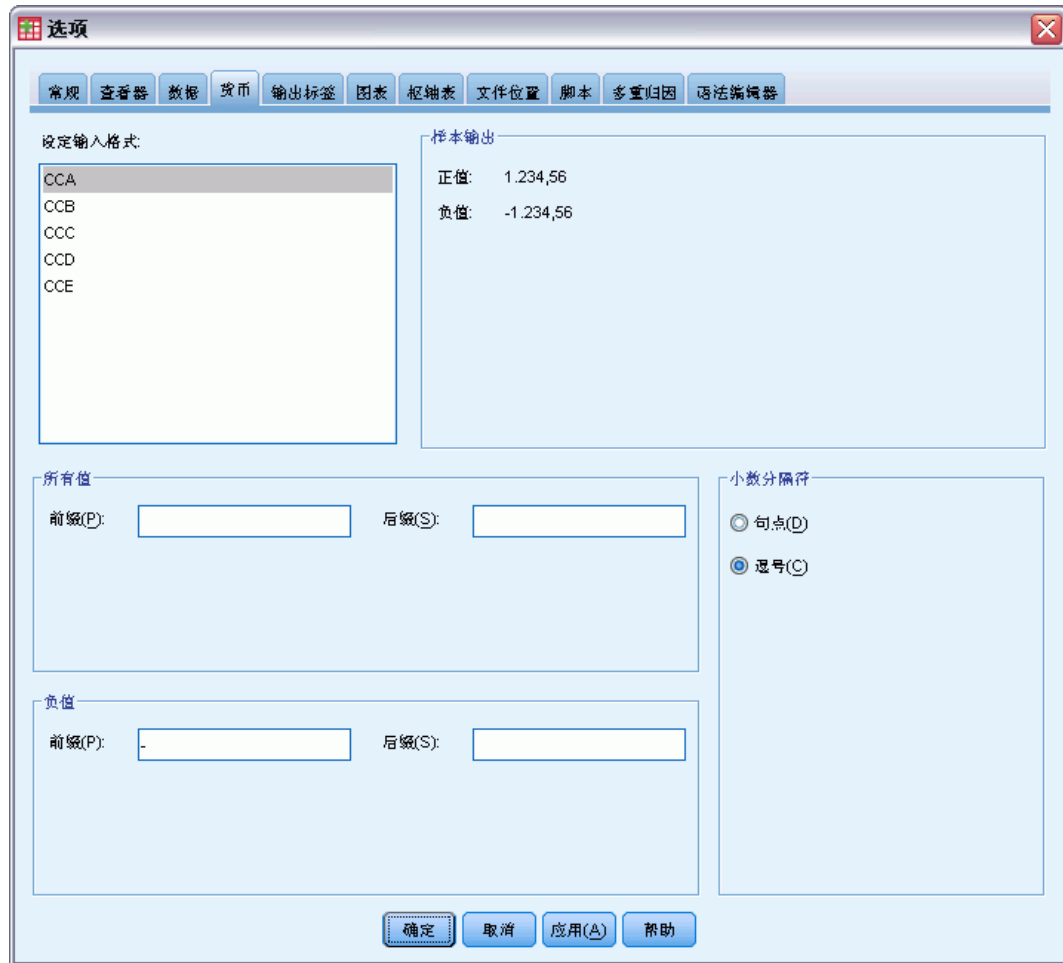 选项
常规 查看器 数据 货币 输出标签 图表 枢轴表 文件位置 脚本 多重归因 语法编辑器
设定输入格式:
CCA
CCB
CCC
CCD
CCE
样本输出
正值: 1.234,56
负值: -1.234,56
所有值
前缀(P): 后缀(S):
小数分隔符
句点(D)
逗号(C)
负值
前缀(P): - 后缀(S):
确定 取消 应用(A) 帮助